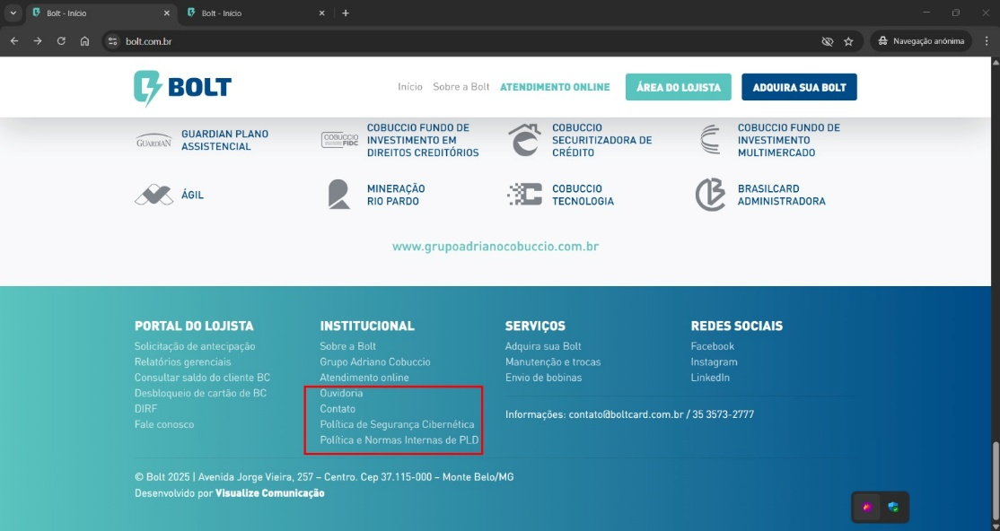 Bolt - Início
Bolt - Início
bolt.com.br
Navegação anónima
BOLT
Início
Sobre a Bolt
ATENDIMENTO ONLINE
ÁREA DO LOJISTA
ADQUIRA SUA BOLT
GUARDIAN
GUARDIAN PLANO
ASSISTENCIAL
COBUCCIO
FIDC
COBUCCIO FUNDO DE
INVESTIMENTO EM
DIREITOS CREDITÓRIOS
COBUCCIO
SECURITIZADORA DE
CRÉDITO
COBUCCIO FUNDO DE
INVESTIMENTO
MULTIMERCADO
ÁGIL
MINERAÇÃO
RIO PARDO
COBUCCIO
TECNOLOGIA
BRASILCARD
ADMINISTRADORA
www.grupoadrianocobuccio.com.br
PORTAL DO LOJISTA
Solicitação de antecipação
Relatórios gerenciais
Consultar saldo do cliente BC
Desbloqueio de cartão de BC
DIRF
Fale conosco
INSTITUCIONAL
Sobre a Bolt
Grupo Adriano Cobuccio
Atendimento online
Ouvidoria
Contato
Política de Segurança Cibernética
Política e Normas Internas de PLD
SERVIÇOS
Adquira sua Bolt
Manutenção e trocas
Envio de bobinas
REDES SOCIAIS
Facebook
Instagram
LinkedIn
Informações: contato@boltcard.com.br / 35 3573-2777
© Bolt 2025 | Avenida Jorge Vieira, 257 – Centro. Cep 37.115-000 – Monte Belo/MG
Desenvolvido por Visualize Comunicação